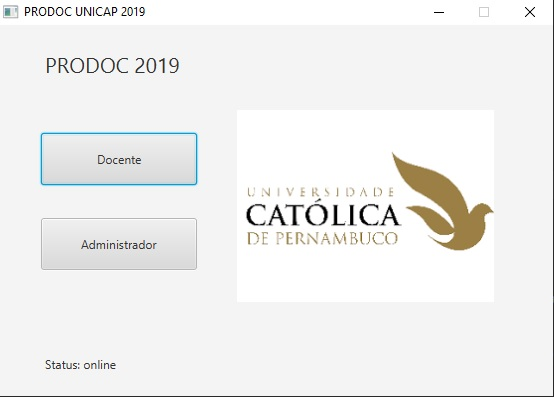 PRODOC UNICAP 2019
PRODOC 2019
Docente
Administrador
UNIVERSIDADE
CATÓLICA
DE PERNAMBUCO
Status: online